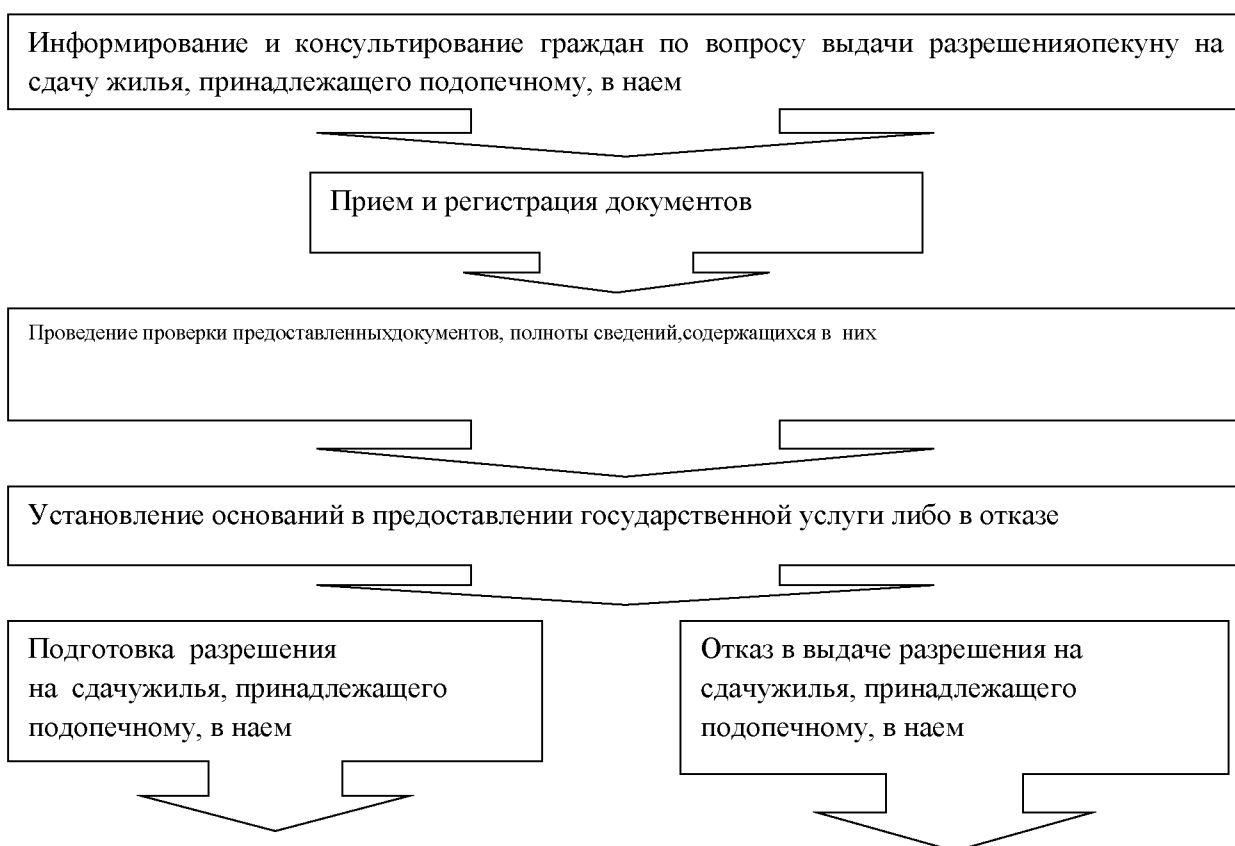 Информирование и консультирование граждан по вопросу выдачи разрешенияопекуну на
сдачу жилья, принадлежащего подопечному, в наем
Прием и регистрация документов
Проведение проверки предоставленныхдокументов, полноты сведений,содержащихся в них
Установление оснований в предоставлении государственной услуги либо в отказе
Подготовка разрешения
на сдачужилья, принадлежащего
подопечному, в наем
Отказ в выдаче разрешения на
сдачужилья, принадлежащего
подопечному, в наем